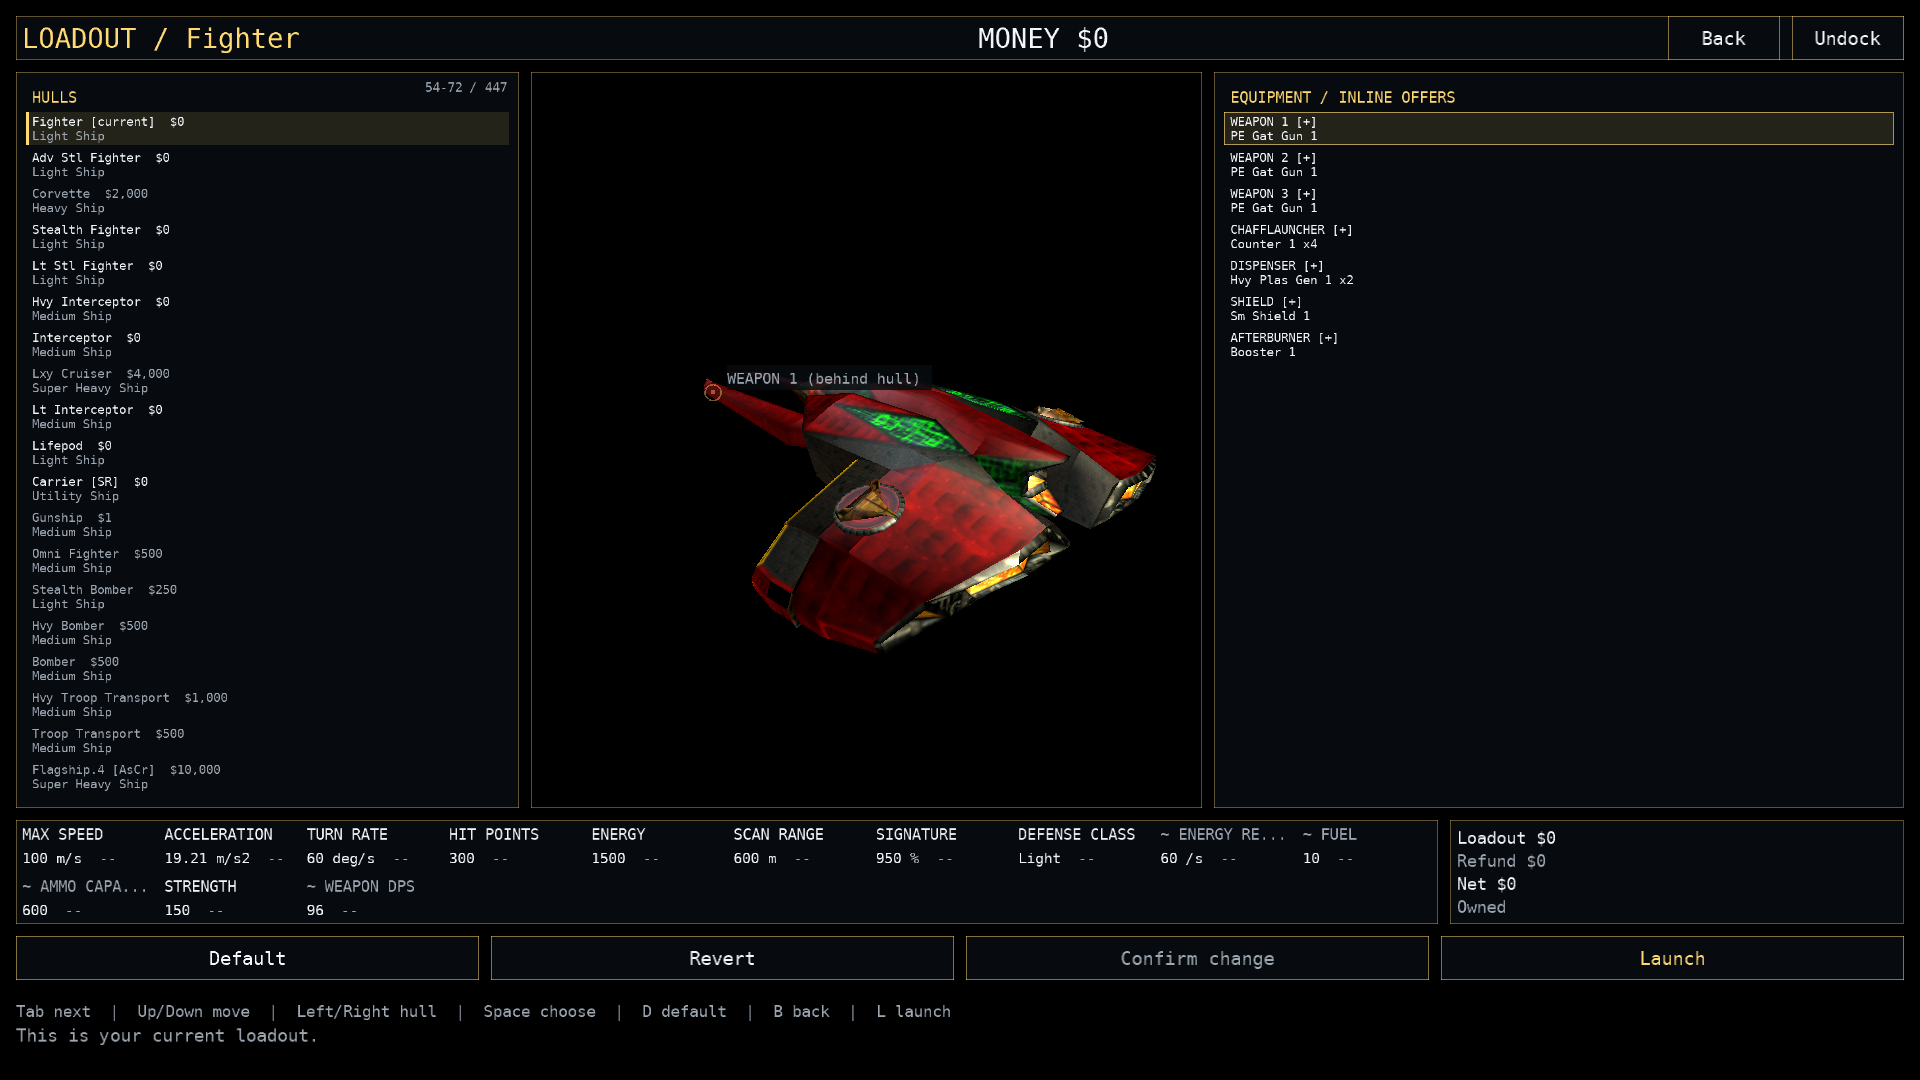 LOADOUT / Fighter
MONEY $0
Back
Undock
54-72 / 447
HULLS
Fighter [current]  $0
Light Ship
Adv Stl Fighter  $0
Light Ship
Corvette  $2,000
Heavy Ship
Stealth Fighter  $0
Light Ship
Lt Stl Fighter  $0
Light Ship
Hvy Interceptor  $0
Medium Ship
Interceptor  $0
Medium Ship
Lxy Cruiser  $4,000
Super Heavy Ship
Lt Interceptor  $0
Medium Ship
Lifepod  $0
Light Ship
Carrier [SR]  $0
Utility Ship
Gunship  $1
Medium Ship
Omni Fighter  $500
Medium Ship
Stealth Bomber  $250
Light Ship
Hvy Bomber  $500
Medium Ship
Bomber  $500
Medium Ship
Hvy Troop Transport  $1,000
Medium Ship
Troop Transport  $500
Medium Ship
Flagship.4 [AsCr]  $10,000
Super Heavy Ship
WEAPON 1 (behind hull)
EQUIPMENT / INLINE OFFERS
WEAPON 1 [+]
PE Gat Gun 1
WEAPON 2 [+]
PE Gat Gun 1
WEAPON 3 [+]
PE Gat Gun 1
CHAFFLAUNCHER [+]
Counter 1 x4
DISPENSER [+]
Hvy Plas Gen 1 x2
SHIELD [+]
Sm Shield 1
AFTERBURNER [+]
Booster 1
MAX SPEED  ACCELERATION  TURN RATE  HIT POINTS  ENERGY  SCAN RANGE  SIGNATURE  DEFENSE CLASS  ~ ENERGY RE...  ~ FUEL
100 m/s  --  19.21 m/s2  --  60 deg/s  --  300  --  1500  --  600 m  --  950 %  --  Light  --  60 /s  --  10  --
~ AMMO CAPA...  STRENGTH  ~ WEAPON DPS
600  --  150  --  96  --
Loadout $0
Refund $0
Net $0
Owned
Default
Revert
Confirm change
Launch
Tab next  |  Up/Down move  |  Left/Right hull  |  Space choose  |  D default  |  B back  |  L launch
This is your current loadout.